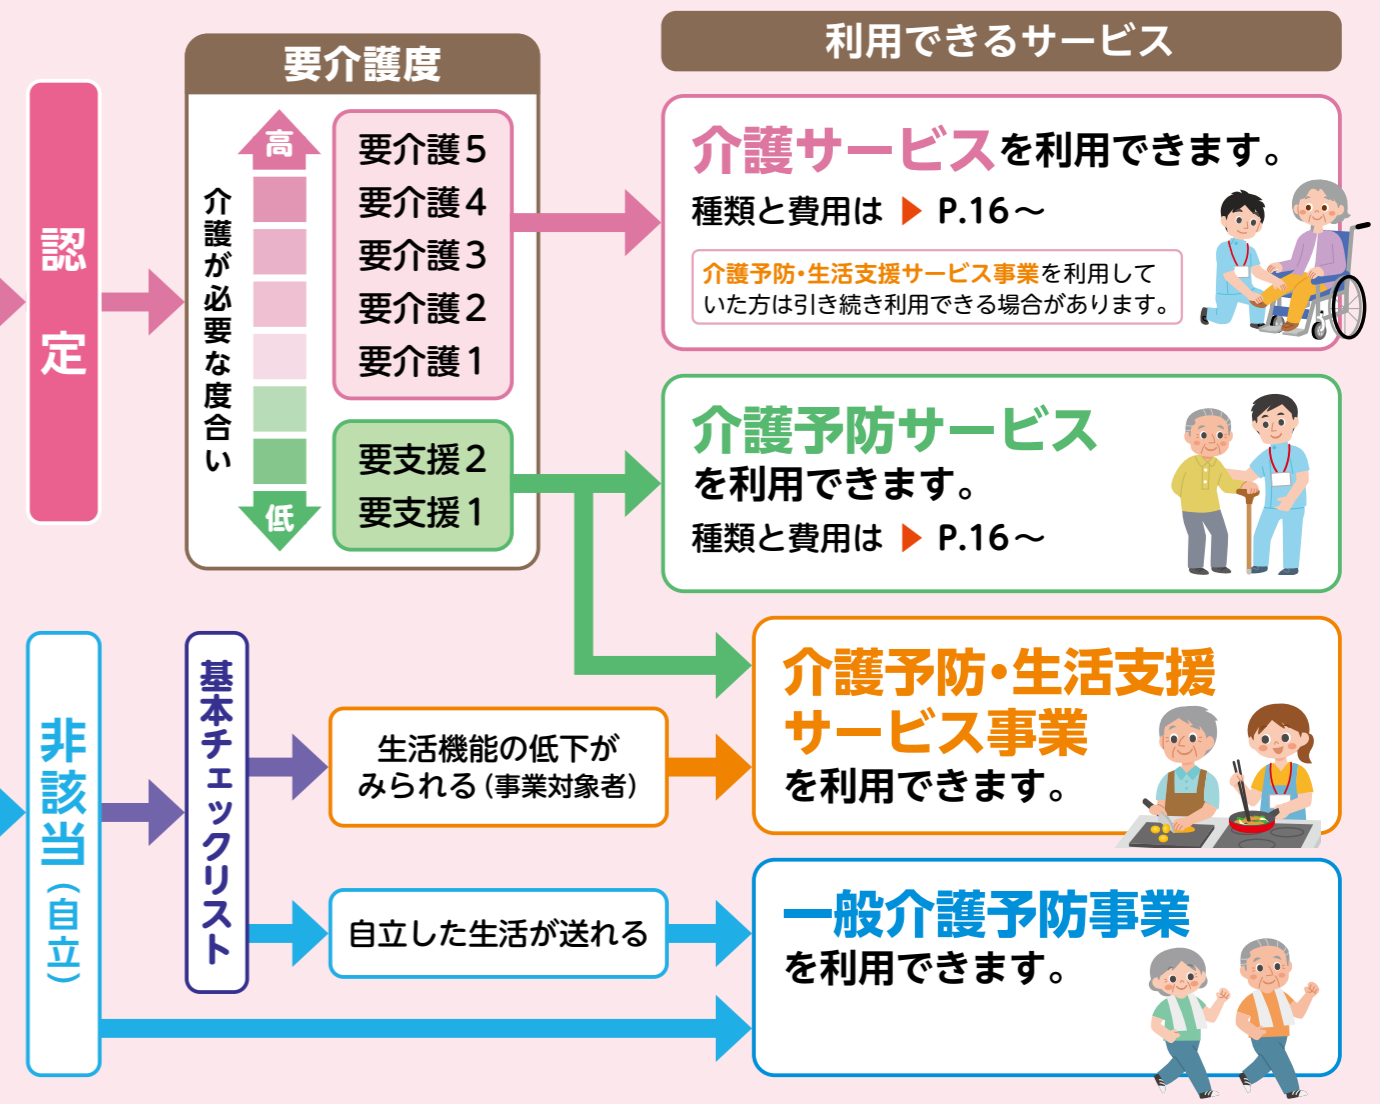 利用できるサービス
要介護度
認定
介護が必要な度合い
高
低
要介護5
要介護4
要介護3
要介護2
要介護1
要支援2
要支援1
介護サービスを利用できます。
種類と費用は ▶ P.16〜
介護予防・生活支援サービス事業を利用して
いた方は引き続き利用できる場合があります。
介護予防サービス
を利用できます。
種類と費用は ▶ P.16〜
非該当(自立)
基本チェックリスト
生活機能の低下が
みられる(事業対象者)
介護予防・生活支援
サービス事業
を利用できます。
自立した生活が送れる
一般介護予防事業
を利用できます。